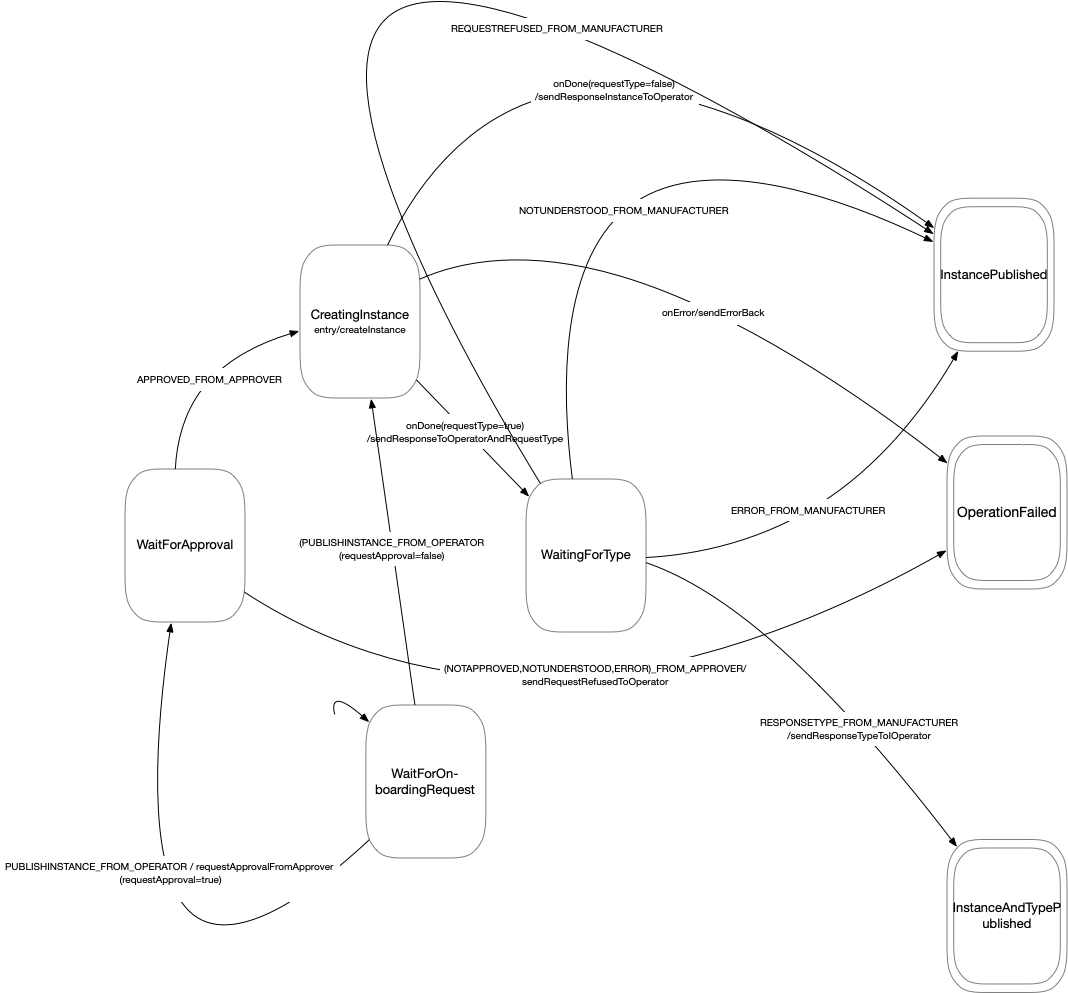 REQUESTREFUSED_FROM_MANUFACTURER
onDone(requestType=false)
/sendResponseInstanceToOperator
NOTUNDERSTOOD_FROM_MANUFACTURER
InstancePublished
CreatingInstance
entry/createInstance
onError/sendErrorBack
APPROVED_FROM_APPROVER
onDone(requestType=true)
/sendResponseToOperatorAndRequestType
ERROR_FROM_MANUFACTURER
OperationFailed
WaitForApproval
(PUBLISHINSTANCE_FROM_OPERATOR
(requestApproval=false)
WaitingForType
(NOTAPPROVED,NOTUNDERSTOOD,ERROR)_FROM_APPROVER/
sendRequestRefusedToOperator
RESPONSETYPE_FROM_MANUFACTURER
/sendResponseTypeToIOperator
WaitForOn-
boardingRequest
PUBLISHINSTANCE_FROM_OPERATOR / requestApprovalFromApprover
(requestApproval=true)
InstanceAndTypeP
ublished